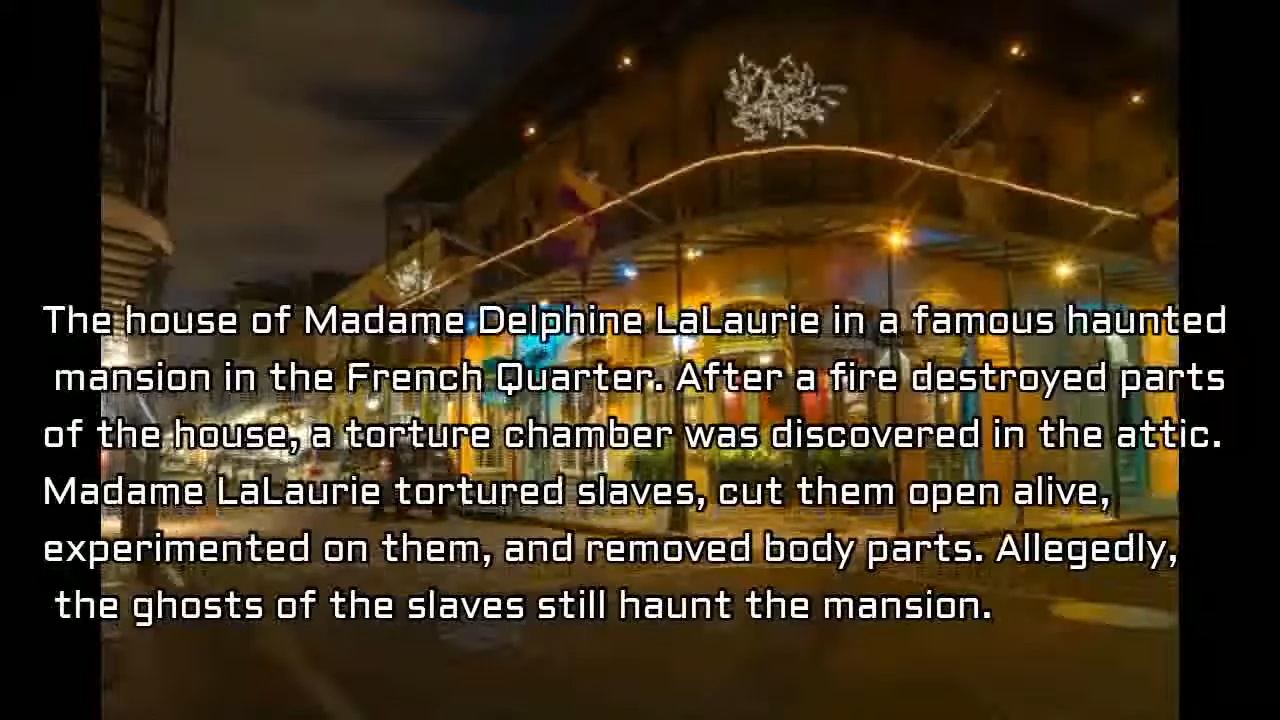 The house of Madame Delphine LaLaurie in a famous haunted
mansion in the French Quarter. After a fire destroyed parts
of the house, a torture chamber was discovered in the attic.
Madame LaLaurie tortured slaves, cut them open alive,
experimented on them, and removed body parts. Allegedly,
the ghosts of the slaves still haunt the mansion.